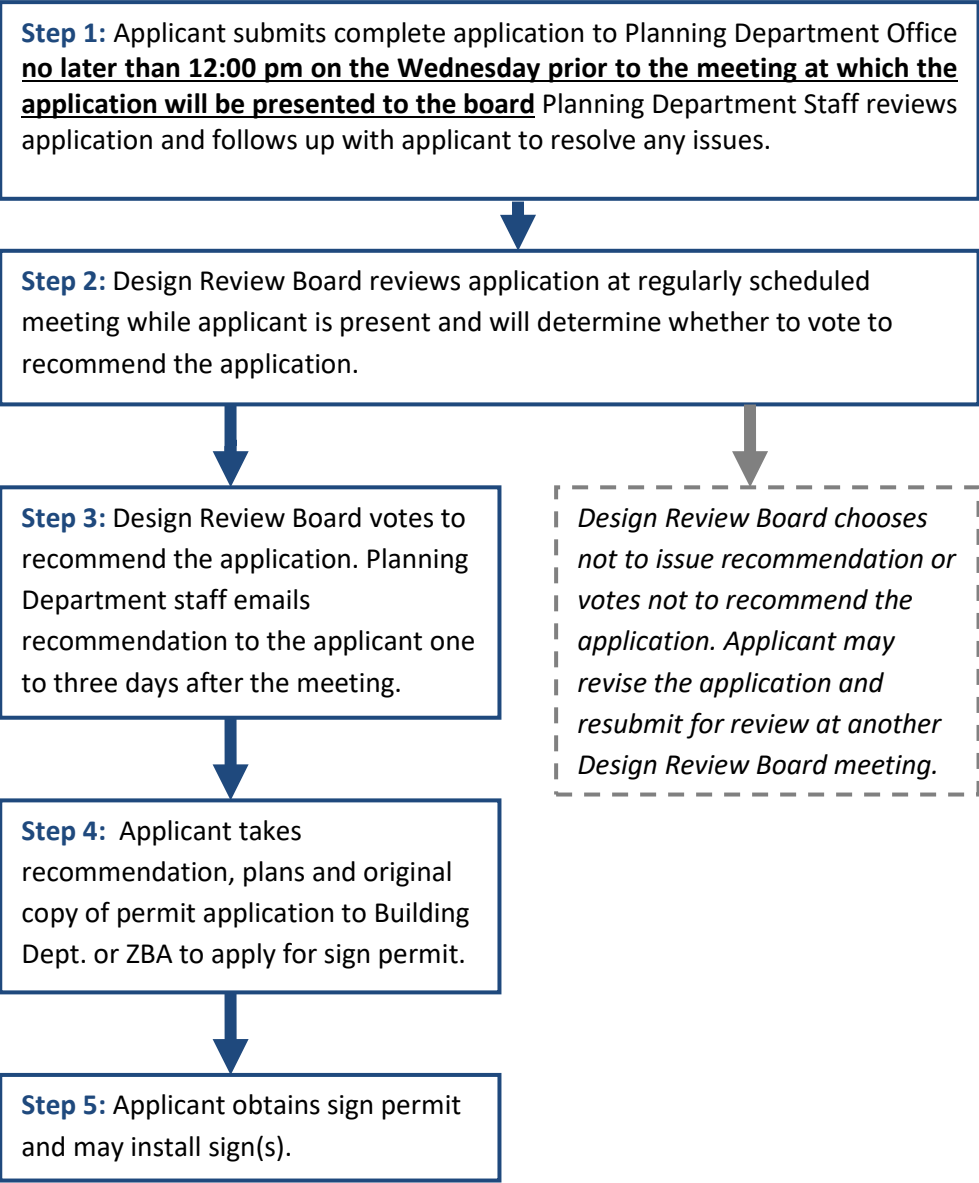 Step 1: Applicant submits complete application to Planning Department Office
no later than 12:00 pm on the Wednesday prior to the meeting at which the
application will be presented to the board Planning Department Staff reviews
application and follows up with applicant to resolve any issues.
Step 2: Design Review Board reviews application at regularly scheduled
meeting while applicant is present and will determine whether to vote to
recommend the application.
Step 3: Design Review Board votes to
recommend the application. Planning
Department staff emails
recommendation to the applicant one
to three days after the meeting.
Design Review Board chooses
not to issue recommendation or
votes not to recommend the
application. Applicant may
revise the application and
resubmit for review at another
Design Review Board meeting.
Step 4:  Applicant takes
recommendation, plans and original
copy of permit application to Building
Dept. or ZBA to apply for sign permit.
Step 5: Applicant obtains sign permit
and may install sign(s).